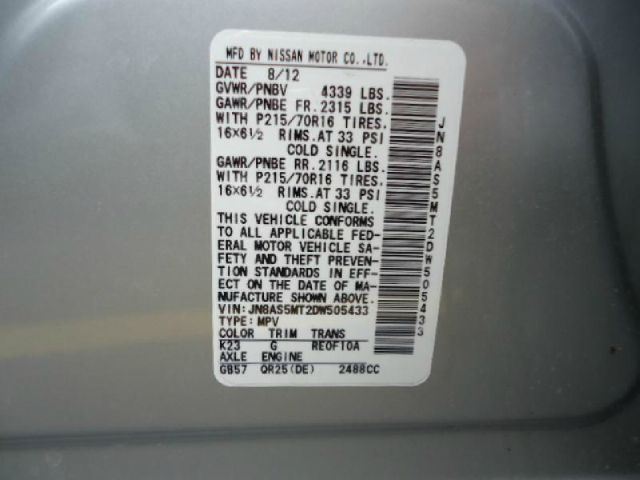 MFD BY NISSAN MOTOR CO.,LTD.
DATE 8/12
GVWR/PNBV 4339 LBS.
GAWR/PNBE FR. 2315 LBS.
WITH P215/70R16 TIRES.
16X6½ RIMS. AT 33 PSI
COLD SINGLE.
GAWR/PNBE RR. 2116 LBS.
WITH P215/70R16 TIRES.
16X6½ RIMS. AT 33 PSI
COLD SINGLE.
THIS VEHICLE CONFORMS
TO ALL APPLICABLE FED-
ERAL MOTOR VEHICLE SA-
FETY AND THEFT PREVEN-
TION STANDARDS IN EFF-
ECT ON THE DATE OF MA-
NUFACTURE SHOWN ABOVE.
VIN: JN8AS5MT2DW505433
TYPE: MPV
COLOR TRIM TRANS
K23 G RE0F10A
AXLE ENGINE
GB57 QR25(DE) 2488CC
JN8AS5MT2DW505433